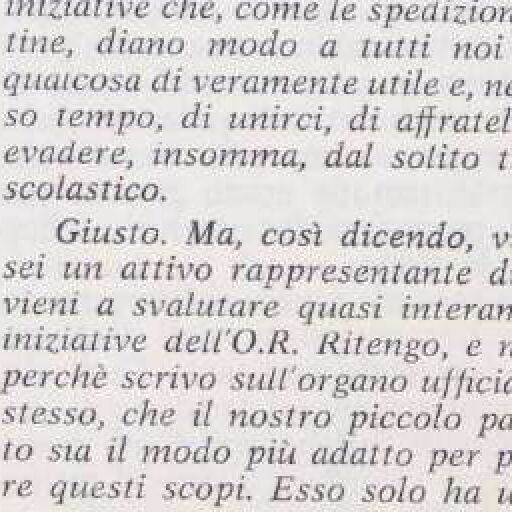 iniziative che, come le spedizion
tine, diano modo a tutti noi
qualcosa di veramente utile e, ne
so tempo, di unirci, di affratel
evadere, insomma, dal solito t
scolastico.
Giusto. Ma, così dicendo, v
sei un attivo rappresentante d
vieni a svalutare quasi interan
iniziative dell'O.R. Ritengo, e n
perchè scrivo sull'organo ufficia
stesso, che il nostro piccolo pa
to sia il modo più adatto per p
re questi scopi. Esso solo ha u